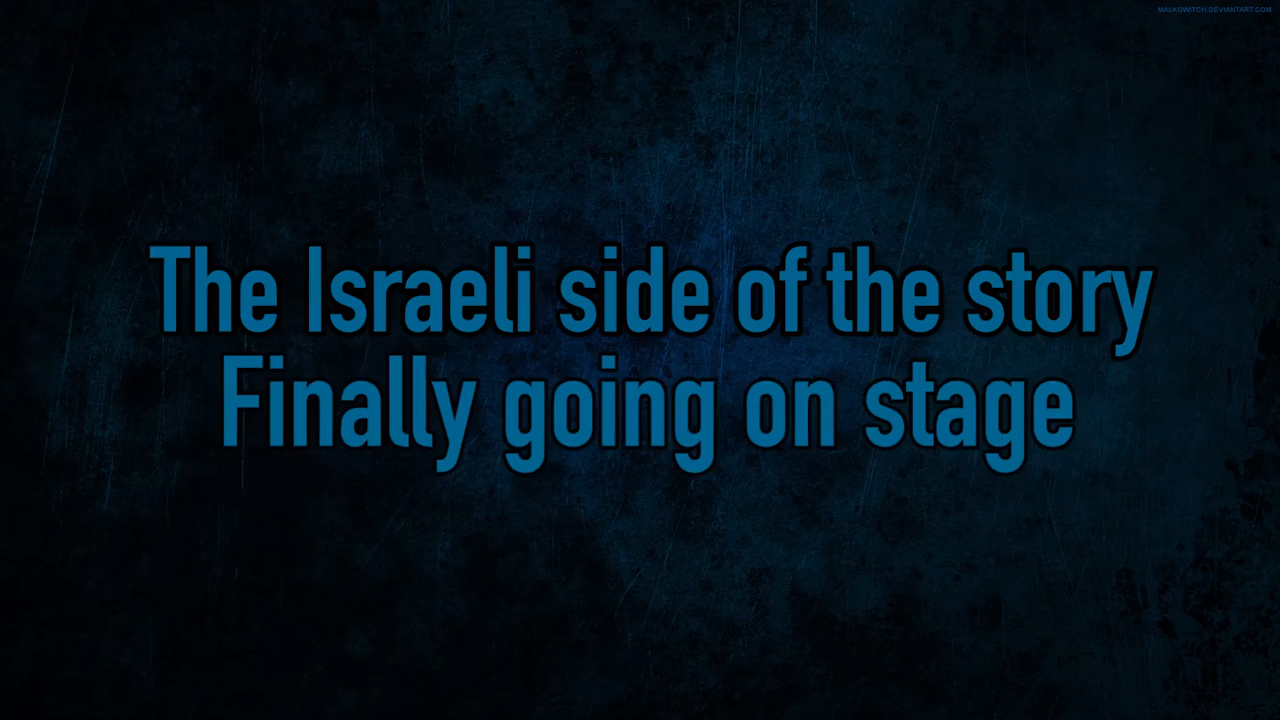 MALKOWITCH.DEVIANTART.COM
The Israeli side of the story
Finally going on stage